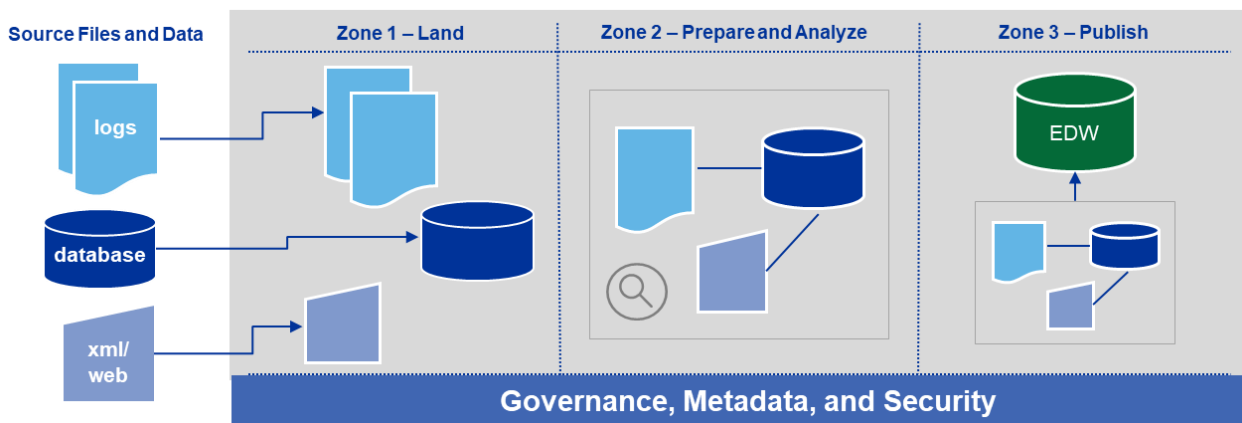 Source Files and Data
Zone 1 – Land
Zone 2 – Prepare and Analyze
Zone 3 – Publish
logs
database
xml/
web
EDW
Governance, Metadata, and Security